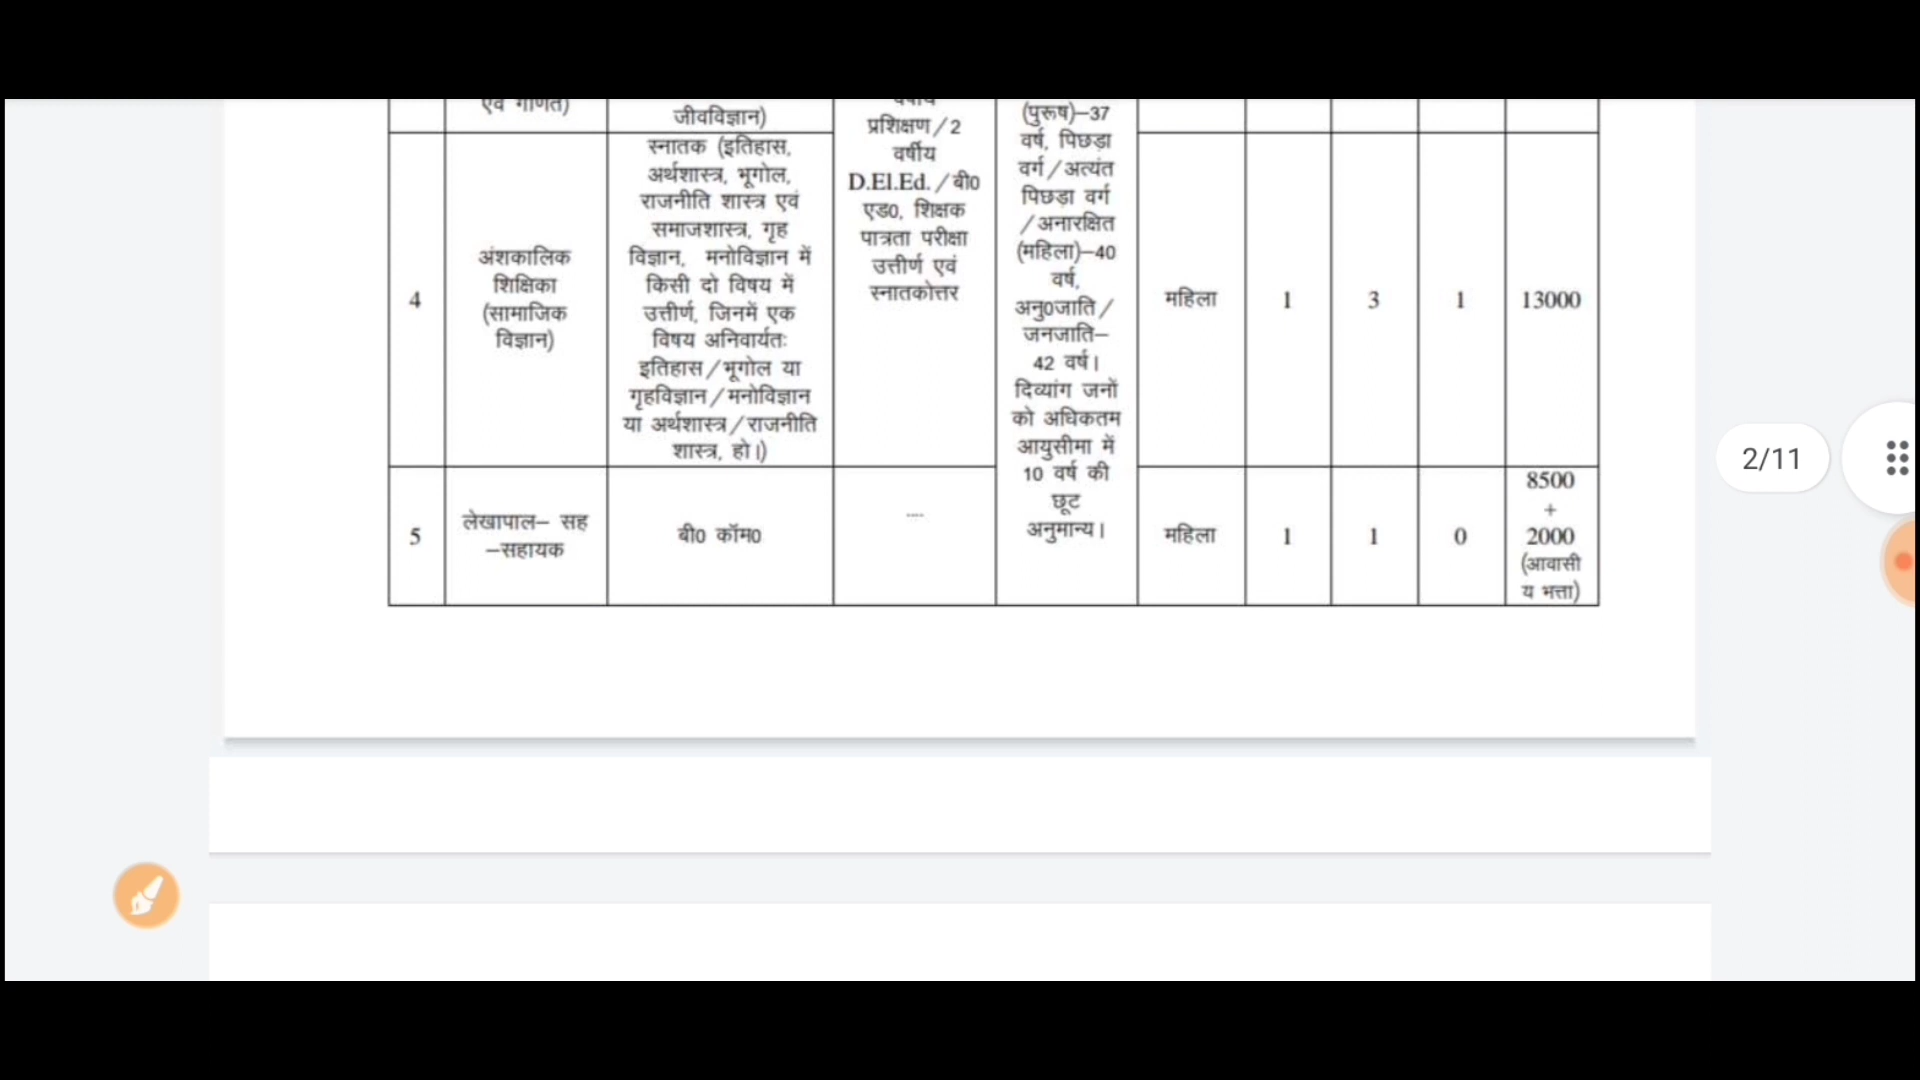 एवं गणित)
जीवविज्ञान)
4
अंशकालिक
शिक्षिका
(सामाजिक
विज्ञान)
स्नातक (इतिहास,
अर्थशास्त्र, भूगोल,
राजनीति शास्त्र एवं
समाजशास्त्र, गृह
विज्ञान, मनोविज्ञान में
किसी दो विषय में
उत्तीर्ण, जिनमें एक
विषय अनिवार्यतः
इतिहास/भूगोल या
गृहविज्ञान/मनोविज्ञान
या अर्थशास्त्र/राजनीति
शास्त्र, हो।)
प्रशिक्षण/2
वर्षीय
D.El.Ed./बी0
एड0, शिक्षक
पात्रता परीक्षा
उत्तीर्ण एवं
स्नातकोत्तर
(पुरूष)–37
वर्ष, पिछड़ा
वर्ग/अत्यंत
पिछड़ा वर्ग
/अनारक्षित
(महिला)–40
वर्ष,
अनु0जाति/
जनजाति–
42 वर्ष।
दिव्यांग जनों
को अधिकतम
आयुसीमा में
10 वर्ष की
छूट
अनुमान्य।
महिला
1
3
1
13000
5
लेखापाल– सह
–सहायक
बी0 कॉम0
....
महिला
1
1
0
8500
+
2000
(आवासी
य भत्ता)
2/11